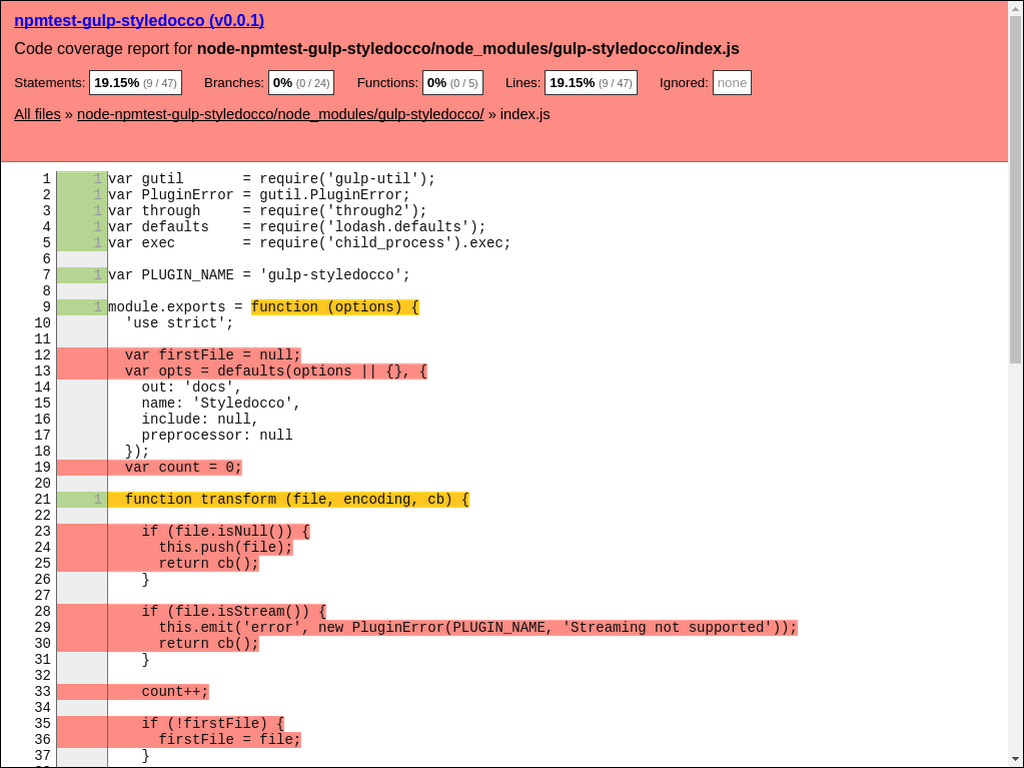 npmtest-gulp-styledocco (v0.0.1)
Code coverage report for node-npmtest-gulp-styledocco/node_modules/gulp-styledocco/index.js
Statements: 19.15% (9 / 47) Branches: 0% (0 / 24) Functions: 0% (0 / 5) Lines: 19.15% (9 / 47) Ignored: none
All files » node-npmtest-gulp-styledocco/node_modules/gulp-styledocco/ » index.js
1 1 var gutil       = require('gulp-util');
2 1 var PluginError = gutil.PluginError;
3 1 var through     = require('through2');
4 1 var defaults    = require('lodash.defaults');
5 1 var exec        = require('child_process').exec;
6
7 1 var PLUGIN_NAME = 'gulp-styledocco';
8
9 1 module.exports = function (options) {
10   'use strict';
11
12   var firstFile = null;
13   var opts = defaults(options || {}, {
14     out: 'docs',
15     name: 'Styledocco',
16     include: null,
17     preprocessor: null
18   });
19   var count = 0;
20
21 1   function transform (file, encoding, cb) {
22
23     if (file.isNull()) {
24       this.push(file);
25       return cb();
26     }
27
28     if (file.isStream()) {
29       this.emit('error', new PluginError(PLUGIN_NAME, 'Streaming not supported'));
30       return cb();
31     }
32
33     count++;
34
35     if (!firstFile) {
36       firstFile = file;
37     }